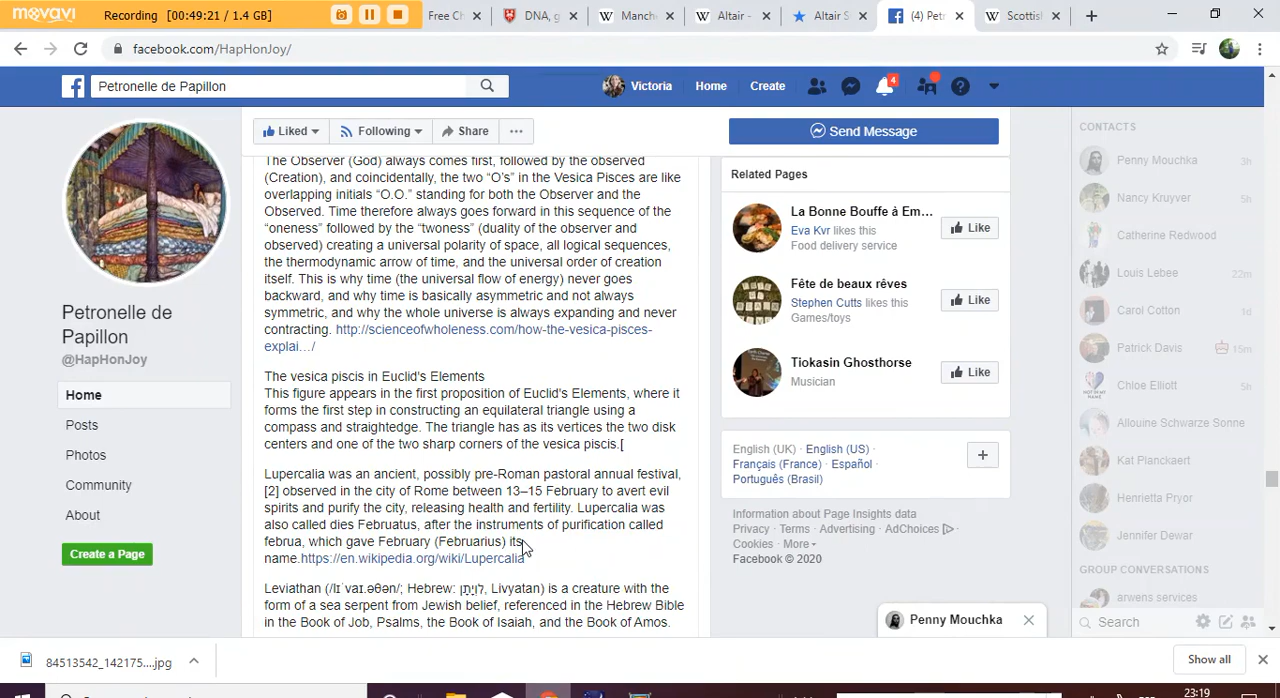 movavi
Recording [00:49:21 / 1.4 GB]
Free Ch
DNA, g
Manche
Altair -
Altair S
(4) Petr
Scottis
facebook.com/HapHonJoy/
Petronelle de Papillon
Victoria
Home
Create
4
Liked
Following
Share
Send Message
The Observer (God) always comes first, followed by the observed
(Creation), and coincidentally, the two “O’s” in the Vesica Pisces are like
overlapping initials “O.O.” standing for both the Observer and the
Observed. Time therefore always goes forward in this sequence of the
“oneness” followed by the “twoness” (duality of the observer and
observed) creating a universal polarity of space, all logical sequences,
the thermodynamic arrow of time, and the universal order of creation
itself. This is why time (the universal flow of energy) never goes
backward, and why time is basically asymmetric and not always
symmetric, and why the whole universe is always expanding and never
contracting. http://scienceofwholeness.com/how-the-vesica-pisces-
explai.../
The vesica piscis in Euclid's Elements
This figure appears in the first proposition of Euclid's Elements, where it
forms the first step in constructing an equilateral triangle using a
compass and straightedge. The triangle has as its vertices the two disk
centers and one of the two sharp corners of the vesica piscis.[
Lupercalia was an ancient, possibly pre-Roman pastoral annual festival,
[2] observed in the city of Rome between 13–15 February to avert evil
spirits and purify the city, releasing health and fertility. Lupercalia was
also called dies Februatus, after the instruments of purification called
februa, which gave February (Februarius) its
name.https://en.wikipedia.org/wiki/Lupercalia
Leviathan (/lɪˈvaɪ.əθən/; Hebrew: לִוְיָתָן, Livyatan) is a creature with the
form of a sea serpent from Jewish belief, referenced in the Hebrew Bible
in the Book of Job, Psalms, the Book of Isaiah, and the Book of Amos.
Petronelle de
Papillon
@HapHonJoy
Home
Posts
Photos
Community
About
Create a Page
Related Pages
La Bonne Bouffe à Em...
Eva Kvr likes this
Food delivery service
Like
Fête de beaux rêves
Stephen Cutts likes this
Games/toys
Like
Tiokasin Ghosthorse
Musician
Like
English (UK) · English (US) ·
Français (France) · Español ·
Português (Brasil)
Information about Page Insights data
Privacy · Terms · Advertising · AdChoices
Cookies · More
Facebook © 2020
CONTACTS
Penny Mouchka 3h
Nancy Kruyver 5h
Catherine Redwood
Louis Lebee 22m
Carol Cotton 1d
Patrick Davis 15m
Chloe Elliott 5h
Allouine Schwarze Sonne
Kat Planckaert
Henrietta Pryor
Jennifer Dewar
GROUP CONVERSATIONS
arwens services
Search
Penny Mouchka
84513542_142175....jpg
Show all
23:19